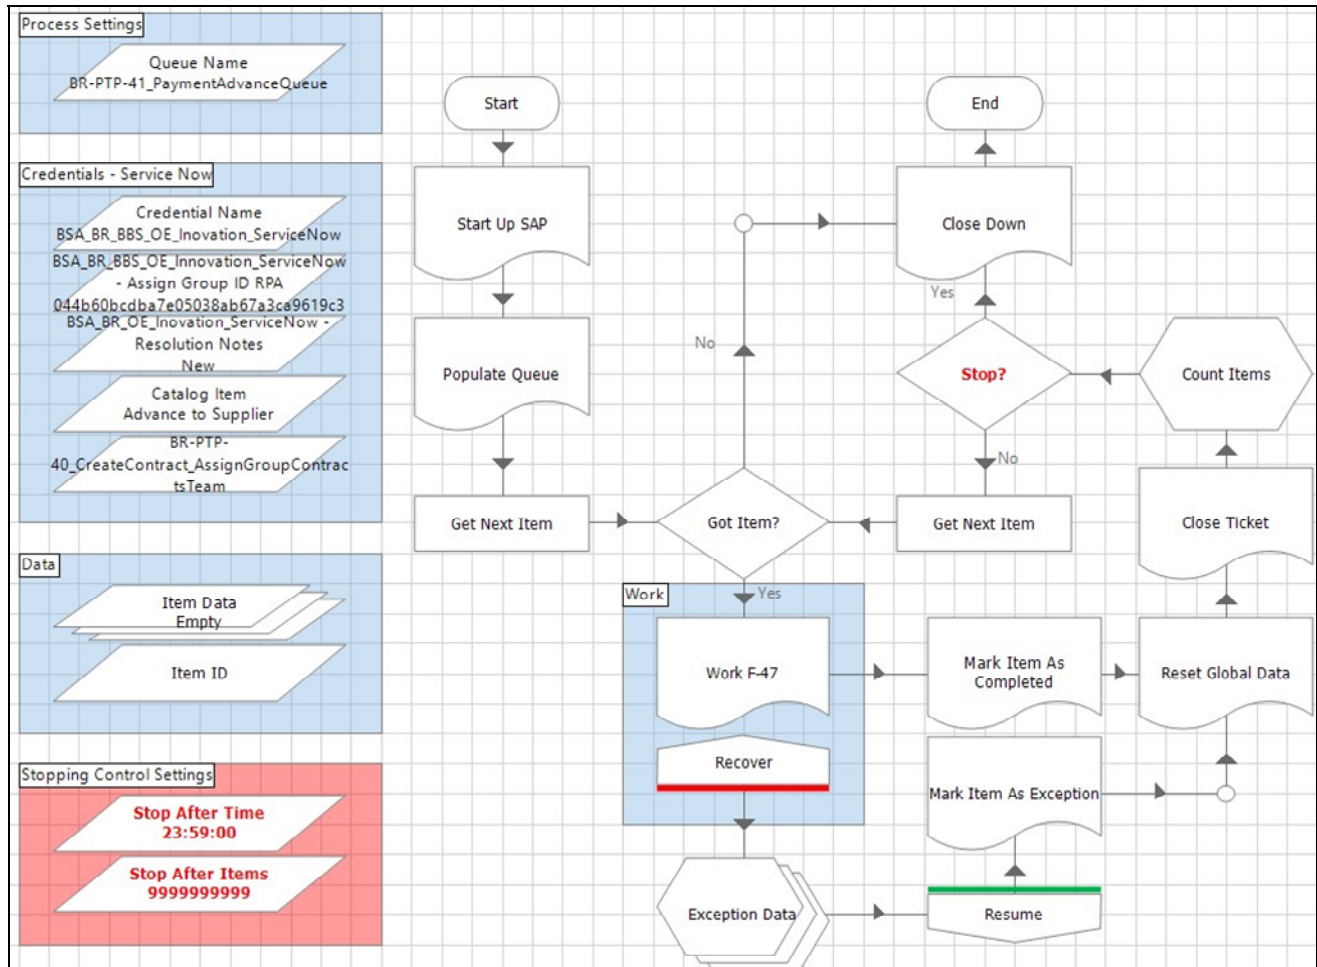 Process Settings
Queue Name
BR-PTP-41_PaymentAdvanceQueue
Credentials - Service Now
Credential Name
BSA_BR_BBS_OE_Inovation_ServiceNow
BSA_BR_BBS_OE_Innovation_ServiceNow
- Assign Group ID RPA
044b60bcdba7e05038ab67a3ca9619c3
BSA_BR_OE_Inovation_ServiceNow -
Resolution Notes
New
Catalog Item
Advance to Supplier
BR-PTP-
40_CreateContract_AssignGroupContrac
tsTeam
Data
Item Data
Empty
Item ID
Stopping Control Settings
Stop After Time
23:59:00
Stop After Items
9999999999
Start
Start Up SAP
Populate Queue
Get Next Item
Got Item?
No
Yes
End
Close Down
Yes
Stop?
No
Get Next Item
Count Items
Close Ticket
Work
Work F-47
Recover
Mark Item As
Completed
Reset Global Data
Mark Item As Exception
Exception Data
Resume